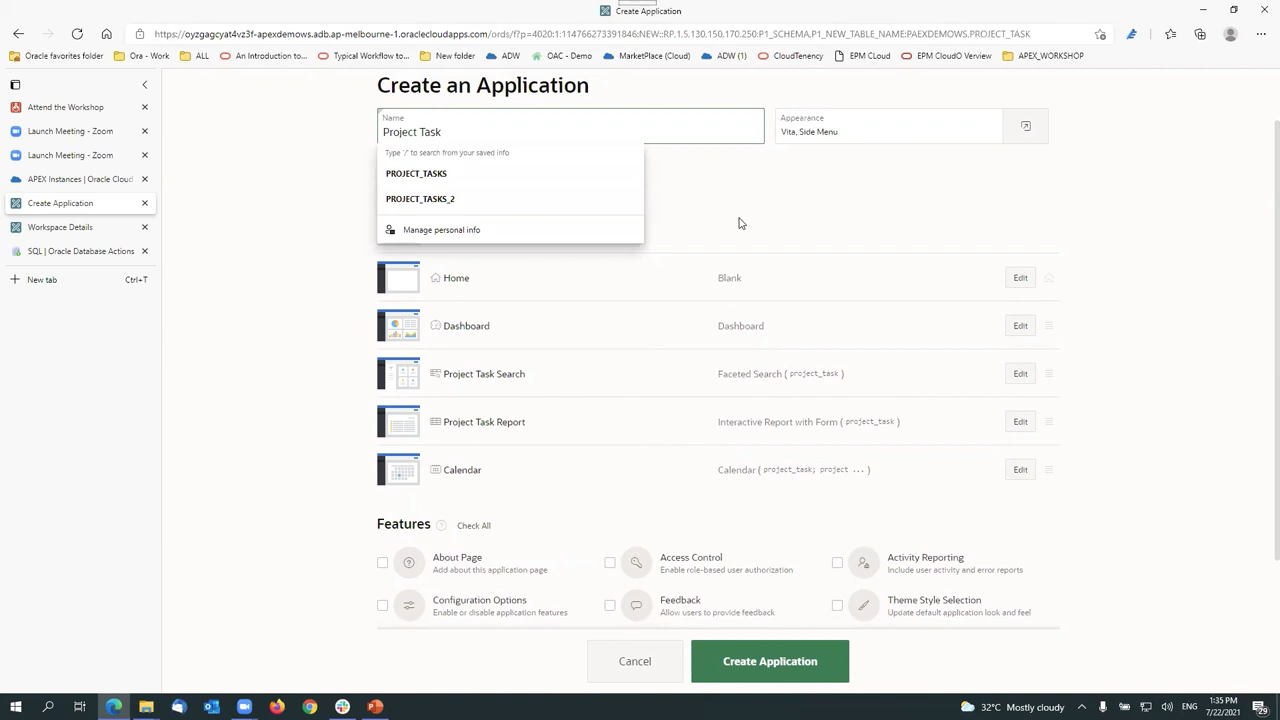 Create Application
https://oyzgagcyat4vz3f-apexdemows.adb.ap-melbourne-1.oraclecloudapps.com/ords/f?p=4020:1:114766273391846:NEW::RP,1,5,130,150,170,250:P1_SCHEMA,P1_NEW_TABLE_NAME:PAEXDEMOWS,PROJECT_TASK
Oracle favorites folder
Ora - Work
ALL
An Introduction to...
Typical Workflow to...
New folder
ADW
OAC - Demo
MarketPlace (Cloud)
ADW (1)
CloudTenency
EPM CLoud
EPM CloudO Verview
APEX_WORKSHOP
Attend the Workshop
Launch Meeting - Zoom
Launch Meeting - Zoom
APEX Instances | Oracle Cloud
Create Application
Workspace Details
SQL | Oracle Database Actions
New tab Ctrl+T
Create an Application
Name
Project Task
Appearance
Vita, Side Menu
Type '/' to search from your saved info
PROJECT_TASKS
PROJECT_TASKS_2
Manage personal info
Home Blank Edit
Dashboard Dashboard Edit
Project Task Search Faceted Search ( project_task ) Edit
Project Task Report Interactive Report with Form ( project_task ) Edit
Calendar Calendar ( project_task; project ... ) Edit
Features ? Check All
About Page
Add about this application page
Access Control
Enable role-based user authorization
Activity Reporting
Include user activity and error reports
Configuration Options
Enable or disable application features
Feedback
Allow users to provide feedback
Theme Style Selection
Update default application look and feel
Cancel
Create Application
32°C Mostly cloudy
ENG
1:35 PM
7/22/2021
29